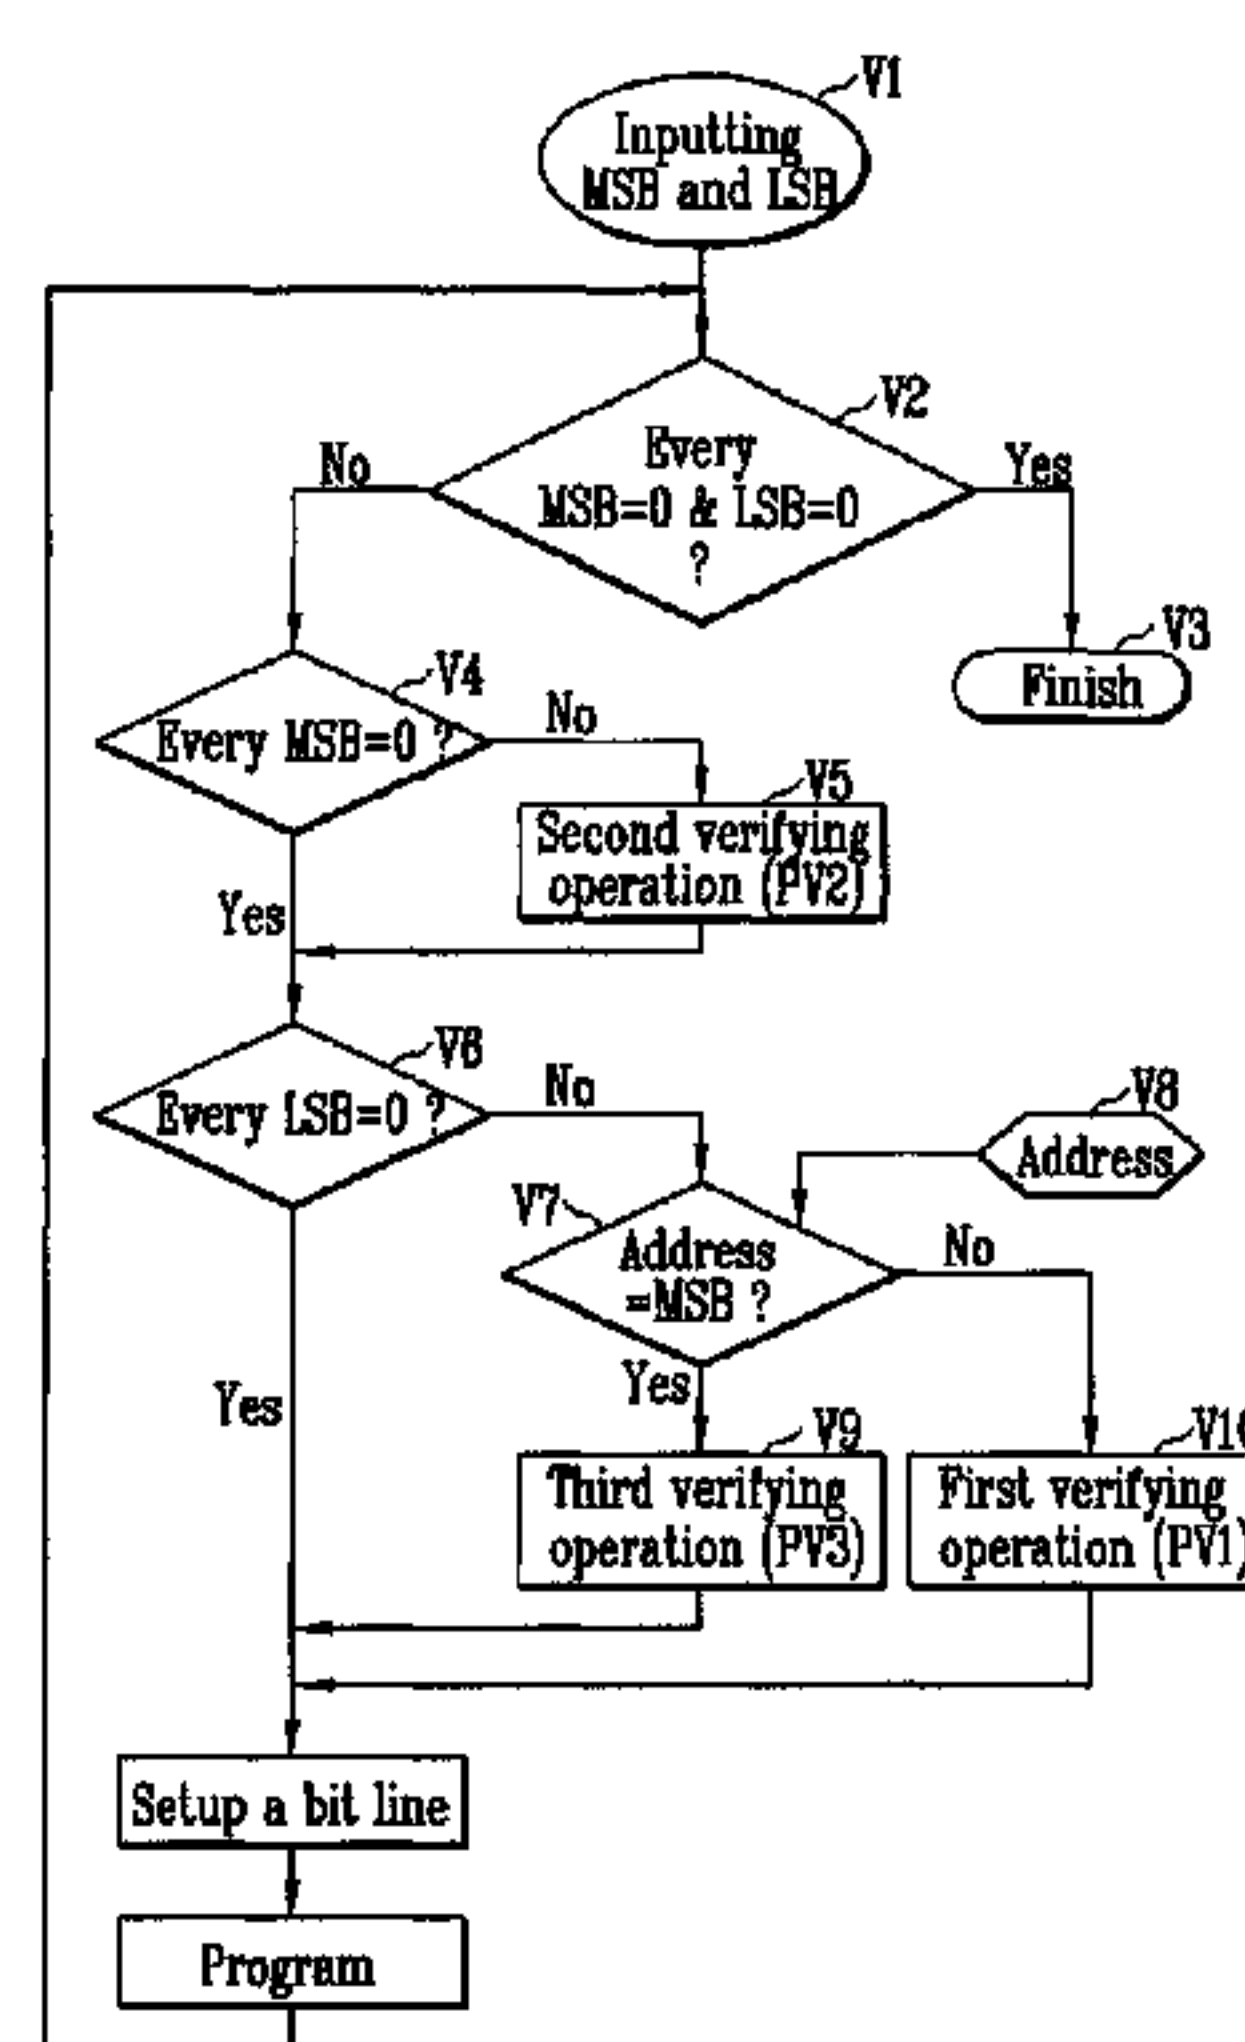 V1
Inputting
MSB and LSB
V2
Every
MSB=0 & LSB=0
?
No
Yes
V3
Finish
V4
Every MSB=0 ?
No
V5
Second verifying
operation (PV2)
Yes
V6
Every LSB=0 ?
No
V8
Address
V7
Address
=MSB ?
No
Yes
Yes
V9
Third verifying
operation (PV3)
V10
First verifying
operation (PV1)
Setup a bit line
Program